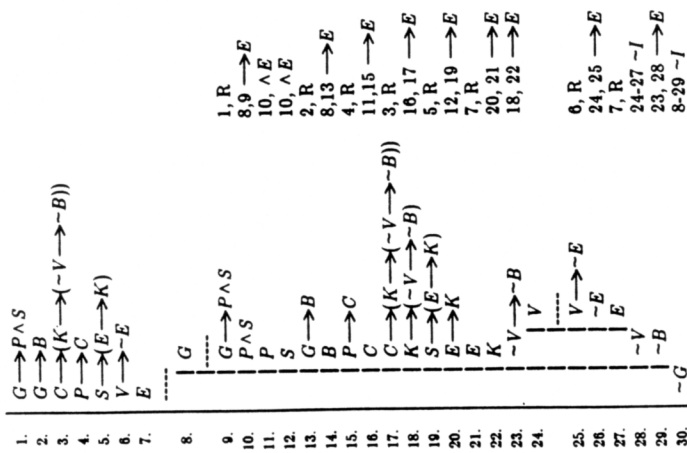 1. G⟶P∧S
2. G⟶B
3. C⟶(K⟶(~V⟶~B))
4. P⟶C
5. S⟶(E⟶K)
6. V⟶~E
7. E
8. G
9. G⟶P∧S 1, R
10. P∧S 8,9 ⟶E
11. P 10, ∧E
12. S 10, ∧E
13. G⟶B 2, R
14. B 8,13 ⟶E
15. P⟶C 4, R
16. C 11,15 ⟶E
17. C⟶(K⟶(~V⟶~B)) 3, R
18. K⟶(~V⟶~B) 16, 17 ⟶E
19. S⟶(E⟶K) 5, R
20. E⟶K 12, 19 ⟶E
21. E 7, R
22. K 20, 21 ⟶E
23. ~V⟶~B 18, 22 ⟶E
24. V
25. V⟶~E 6, R
26. ~E 24, 25 ⟶E
27. E 7, R
28. ~V 24-27 ~I
29. ~B 23, 28 ⟶E
30. ~G 8-29 ~I